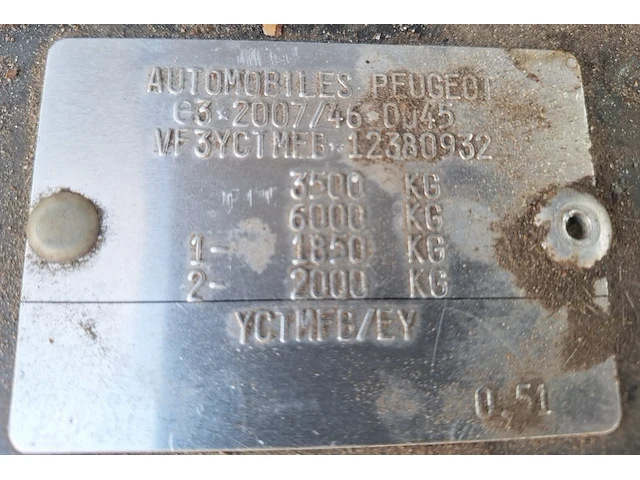 AUTOMOBILES PEUGEOT
e3*2007/46*0045
VF3YCTMFB*12380932
3500 KG
6000 KG
1- 1850 KG
2- 2000 KG
YCTMFB/EY
0.51